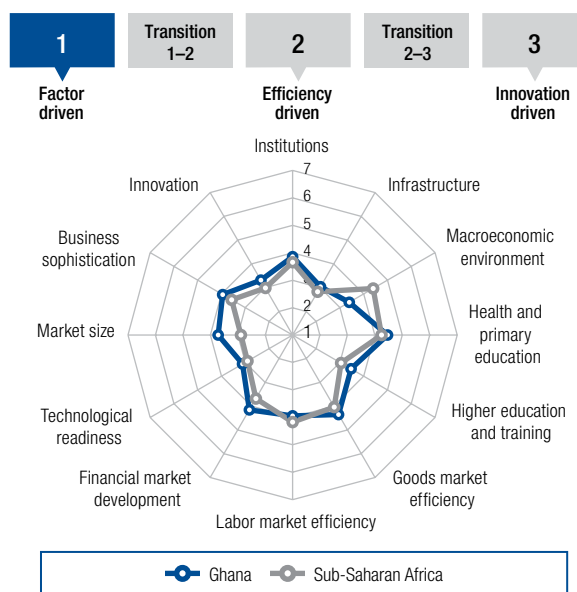 1
Transition
1–2
2
Transition
2–3
3
Factor
driven
Efficiency
driven
Innovation
driven
Institutions
7
6
5
4
3
2
1
Infrastructure
Macroeconomic
environment
Health and
primary
education
Higher education
and training
Goods market
efficiency
Labor market efficiency
Financial market
development
Technological
readiness
Market size
Business
sophistication
Innovation
Ghana
Sub-Saharan Africa